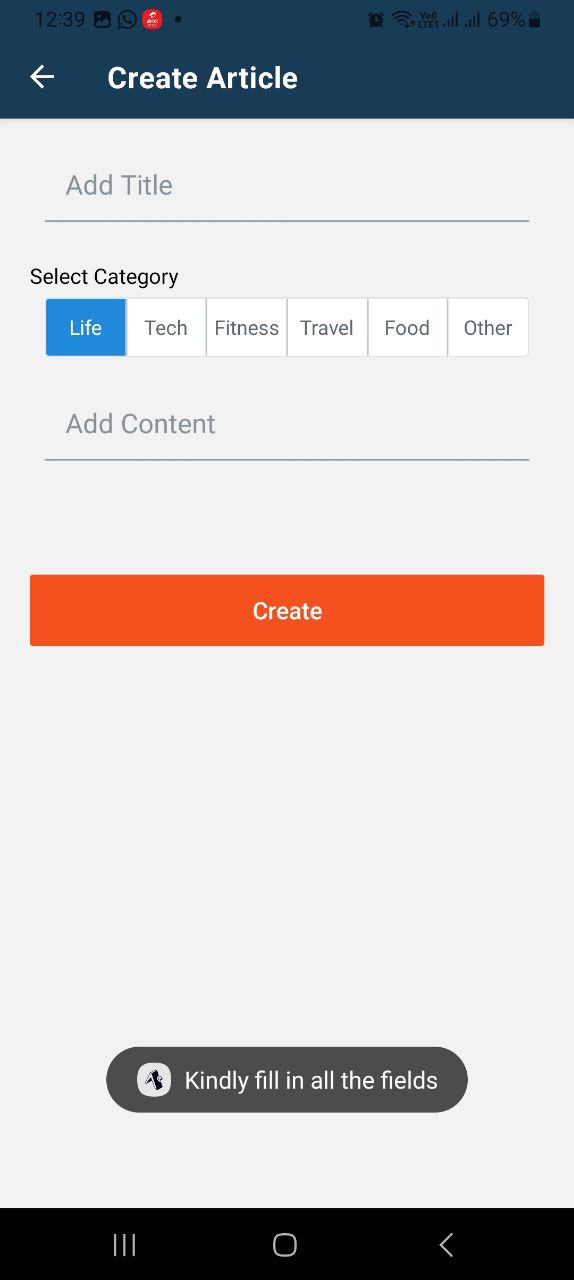 12:39 VoD LTE1 69%
Create Article
Add Title
Select Category
Life Tech Fitness Travel Food Other
Add Content
Create
Kindly fill in all the fields